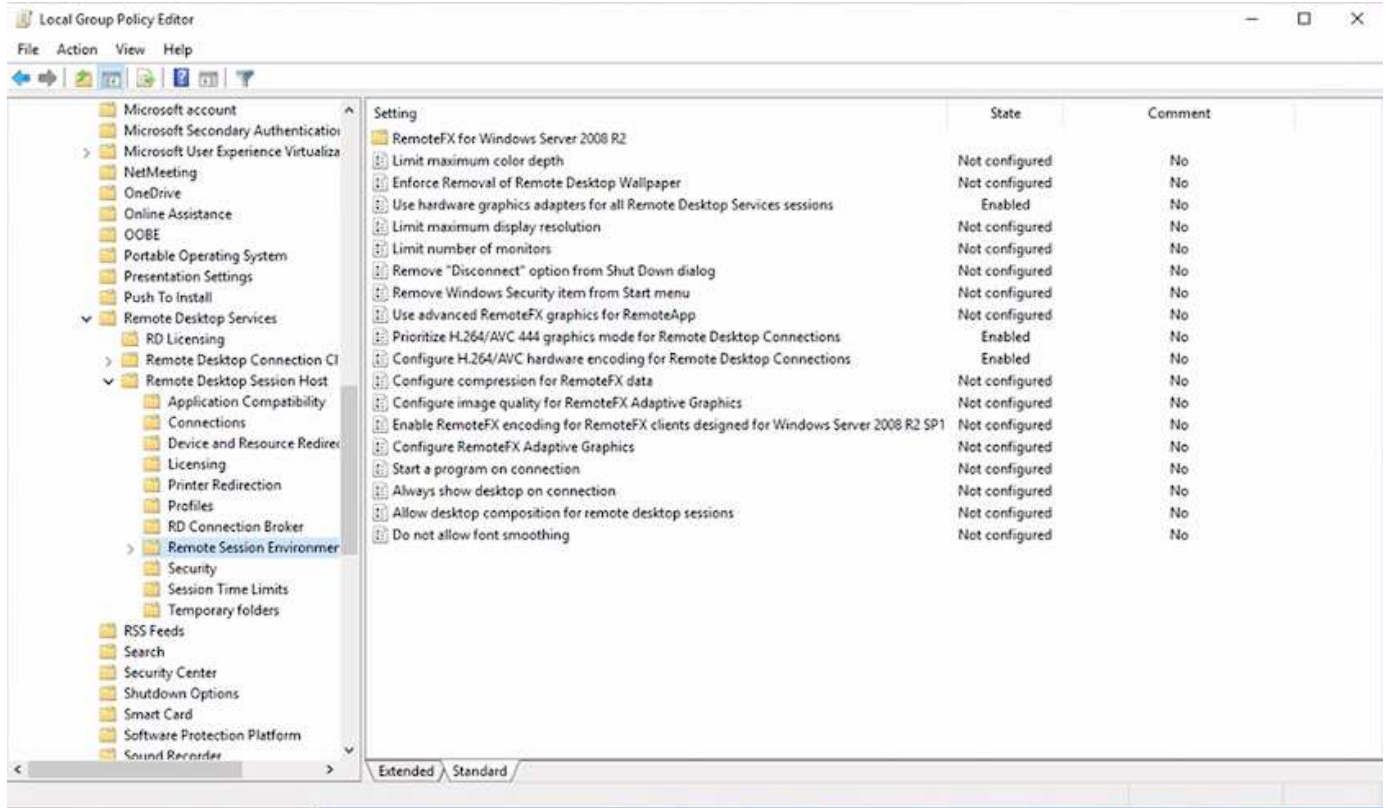 Local Group Policy Editor
File Action View Help
Microsoft account
Microsoft Secondary Authentication
Microsoft User Experience Virtualiza
NetMeeting
OneDrive
Online Assistance
OOBE
Portable Operating System
Presentation Settings
Push To Install
Remote Desktop Services
RD Licensing
Remote Desktop Connection Cl
Remote Desktop Session Host
Application Compatibility
Connections
Device and Resource Redirec
Licensing
Printer Redirection
Profiles
RD Connection Broker
Remote Session Environmen
Security
Session Time Limits
Temporary folders
RSS Feeds
Search
Security Center
Shutdown Options
Smart Card
Software Protection Platform
Sound Recorder
Setting State Comment
RemoteFX for Windows Server 2008 R2
Limit maximum color depth Not configured No
Enforce Removal of Remote Desktop Wallpaper Not configured No
Use hardware graphics adapters for all Remote Desktop Services sessions Enabled No
Limit maximum display resolution Not configured No
Limit number of monitors Not configured No
Remove "Disconnect" option from Shut Down dialog Not configured No
Remove Windows Security item from Start menu Not configured No
Use advanced RemoteFX graphics for RemoteApp Not configured No
Prioritize H.264/AVC 444 graphics mode for Remote Desktop Connections Enabled No
Configure H.264/AVC hardware encoding for Remote Desktop Connections Enabled No
Configure compression for RemoteFX data Not configured No
Configure image quality for RemoteFX Adaptive Graphics Not configured No
Enable RemoteFX encoding for RemoteFX clients designed for Windows Server 2008 R2 SP1 Not configured No
Configure RemoteFX Adaptive Graphics Not configured No
Start a program on connection Not configured No
Always show desktop on connection Not configured No
Allow desktop composition for remote desktop sessions Not configured No
Do not allow font smoothing Not configured No
Extended Standard